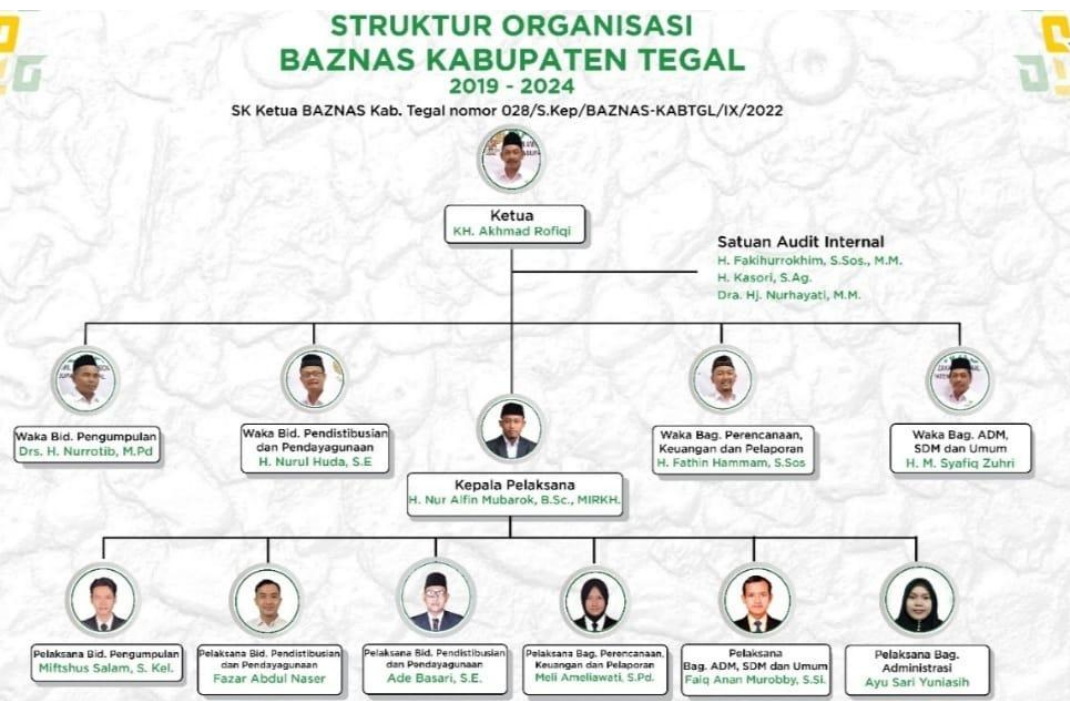 STRUKTUR ORGANISASI
BAZNAS KABUPATEN TEGAL
2019 - 2024
SK Ketua BAZNAS Kab. Tegal nomor 028/S.Kep/BAZNAS-KABTGL/IX/2022
Ketua
KH. Akhmad Rofiqi
Satuan Audit Internal
H. Fakihurrokhim, S.Sos., M.M.
H. Kasori, S.Ag.
Dra. Hj. Nurhayati, M.M.
Waka Bid. Pengumpulan
Drs. H. Nurrotib, M.Pd
Waka Bid. Pendistibusian
dan Pendayagunaan
H. Nurul Huda, S.E
Waka Bag. Perencanaan,
Keuangan dan Pelaporan
H. Fathin Hammam, S.Sos
Waka Bag. ADM,
SDM dan Umum
H. M. Syafiq Zuhri
Kepala Pelaksana
H. Nur Alfin Mubarok, B.Sc., MIRKH.
Pelaksana Bid. Pengumpulan
Miftshus Salam, S. Kel.
Pelaksana Bid. Pendistibusian
dan Pendayagunaan
Fazar Abdul Naser
Pelaksana Bid. Pendistibusian
dan Pendayagunaan
Ade Basari, S.E.
Pelaksana Bag. Perencanaan,
Keuangan dan Pelaporan
Meli Ameliawati, S.Pd.
Pelaksana
Bag. ADM, SDM dan Umum
Faiq Anan Murobby, S.Si.
Pelaksana Bag.
Administrasi
Ayu Sari Yuniasih